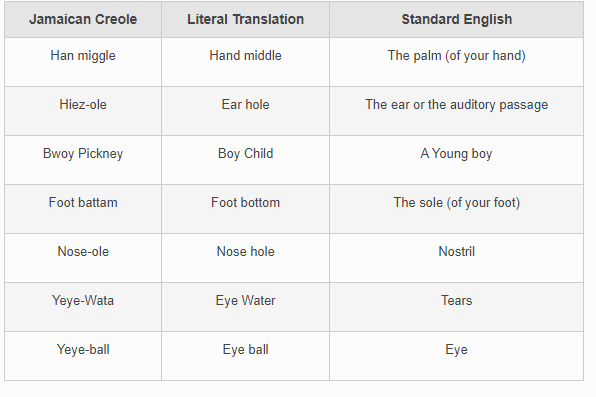 Jamaican Creole Literal Translation Standard English
Han miggle Hand middle The palm (of your hand)
Hiez-ole Ear hole The ear or the auditory passage
Bwoy Pickney Boy Child A Young boy
Foot battam Foot bottom The sole (of your foot)
Nose-ole Nose hole Nostril
Yeye-Wata Eye Water Tears
Yeye-ball Eye ball Eye